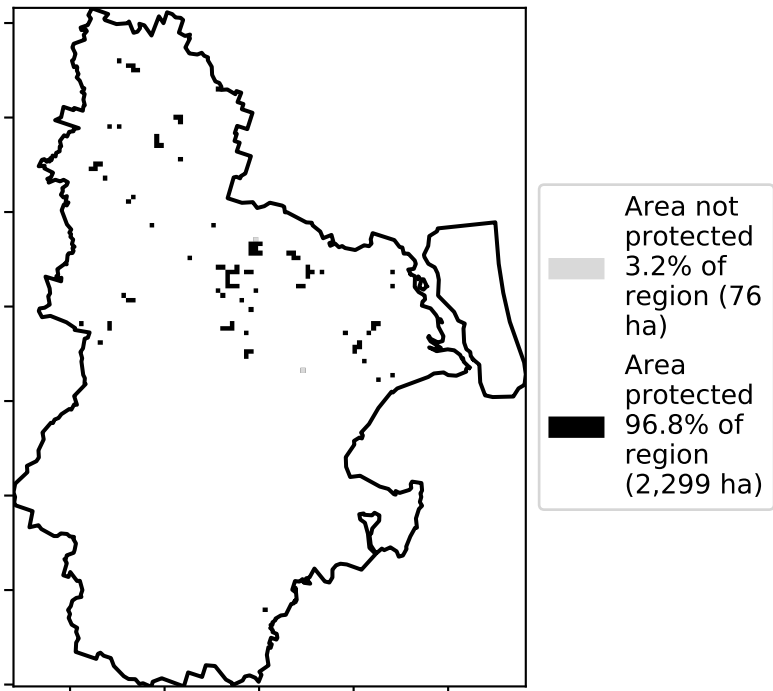 Area not
protected
3.2% of
region (76
ha)
Area
protected
96.8% of
region
(2,299 ha)